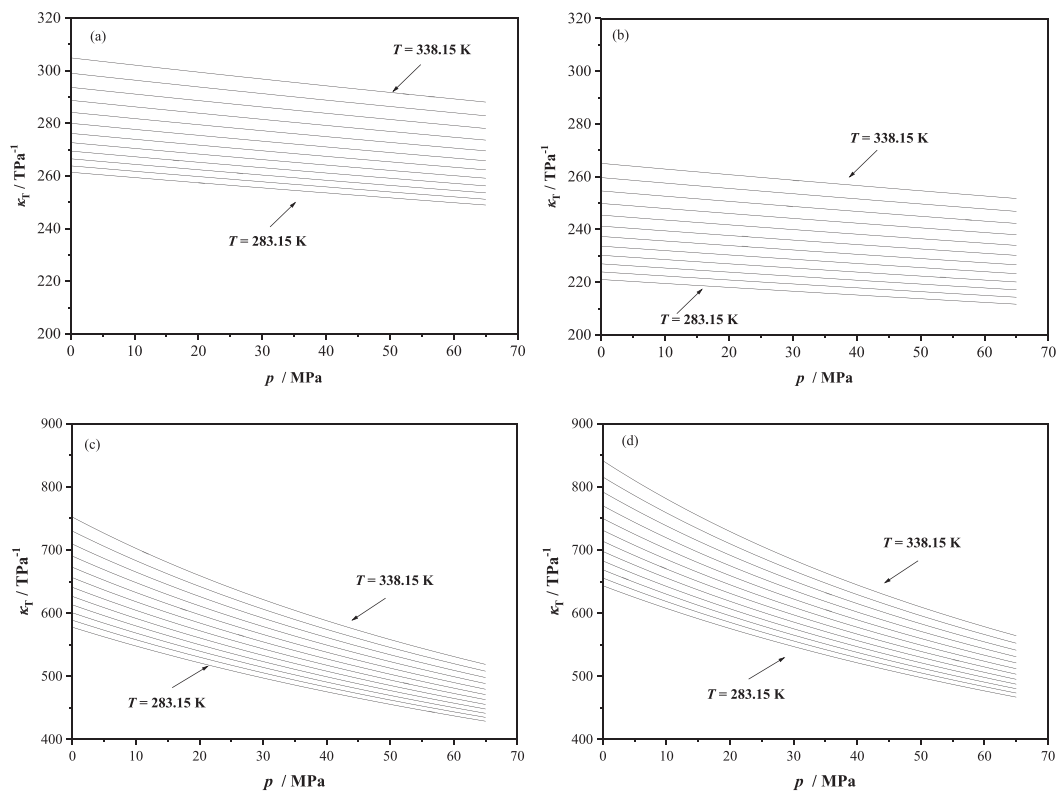 (a)
T = 338.15 K
T = 283.15 K
320
300
280
260
240
220
200
κT / TPa-1
0 10 20 30 40 50 60 70
p / MPa
(b)
T = 338.15 K
T = 283.15 K
320
300
280
260
240
220
200
κT / TPa-1
0 10 20 30 40 50 60 70
p / MPa
(c)
T = 338.15 K
T = 283.15 K
900
800
700
600
500
400
κT / TPa-1
0 10 20 30 40 50 60 70
p / MPa
(d)
T = 338.15 K
T = 283.15 K
900
800
700
600
500
400
κT / TPa-1
0 10 20 30 40 50 60 70
p / MPa